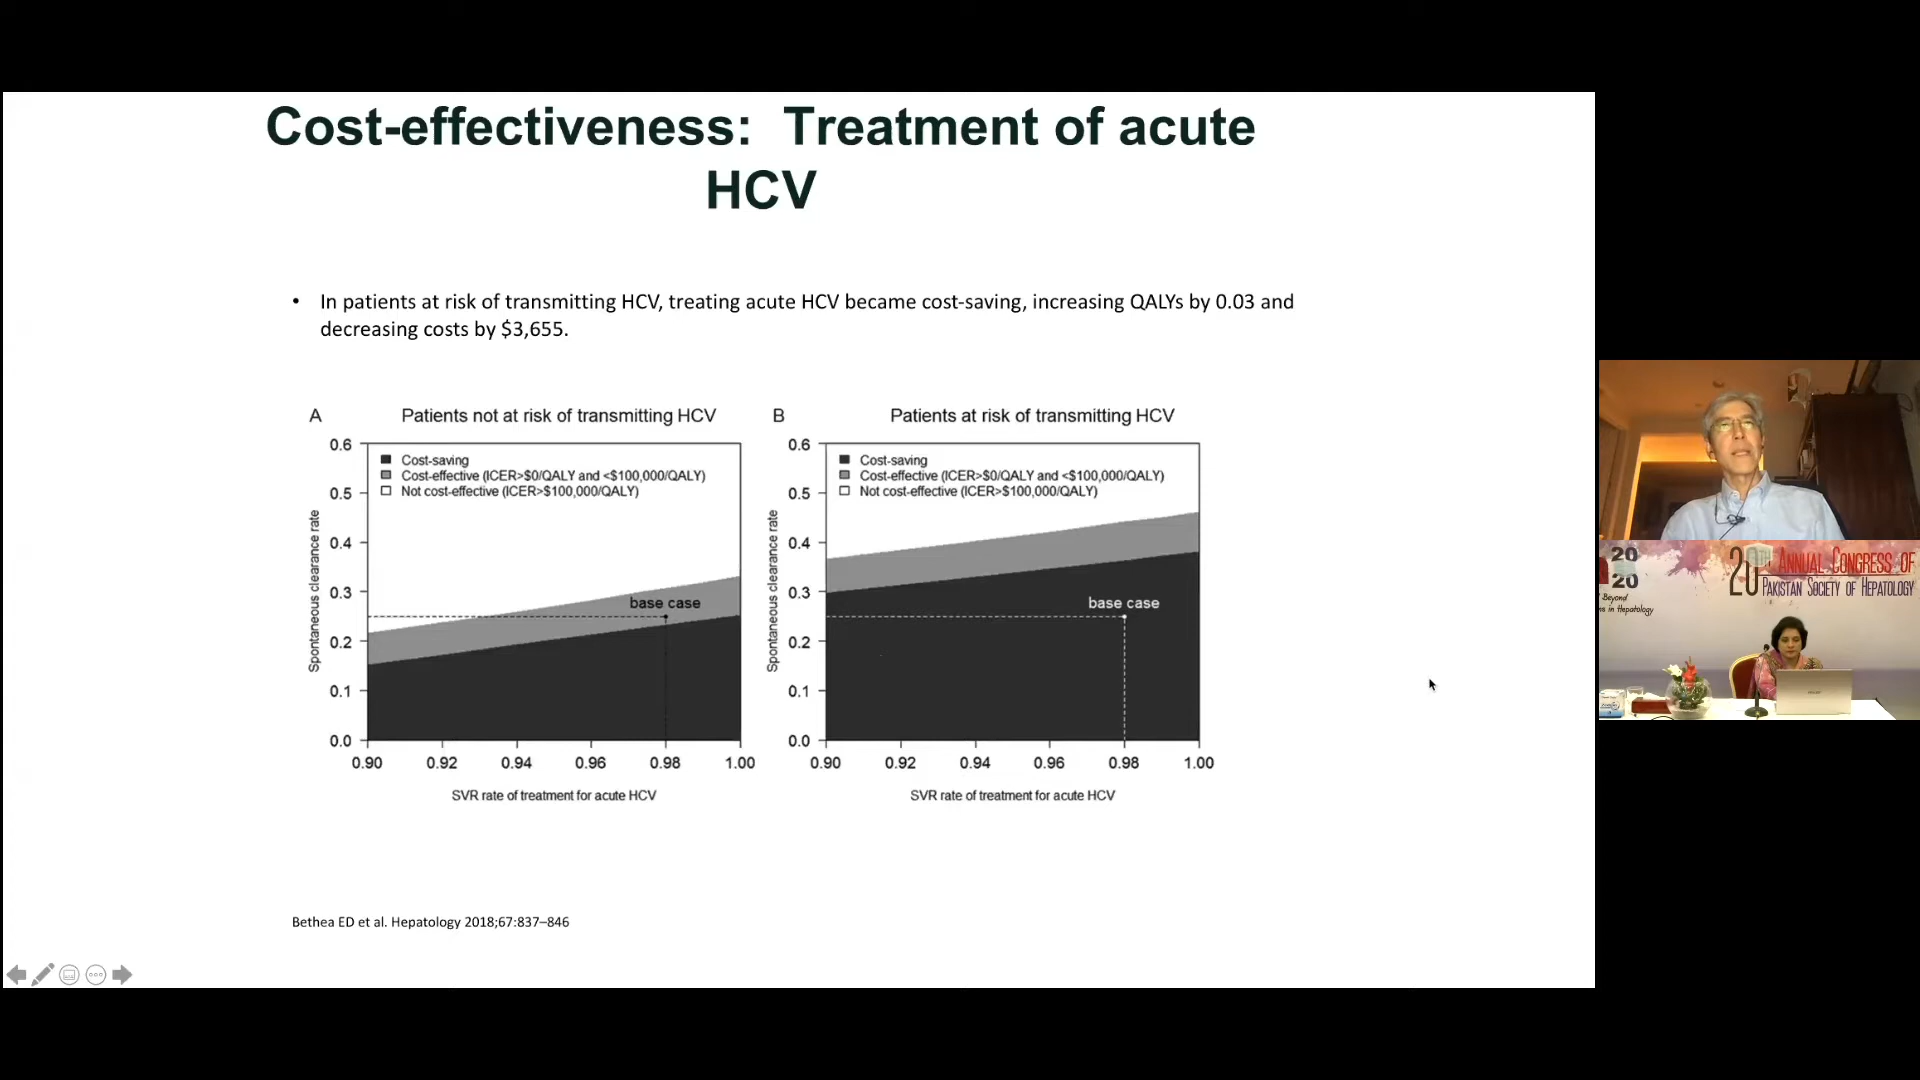 Cost-effectiveness: Treatment of acute
HCV
• In patients at risk of transmitting HCV, treating acute HCV became cost-saving, increasing QALYs by 0.03 and
decreasing costs by $3,655.
A Patients not at risk of transmitting HCV
0.6
0.5
0.4
0.3
0.2
0.1
0.0
Spontaneous clearance rate
Cost-saving
Cost-effective (ICER>$0/QALY and <$100,000/QALY)
Not cost-effective (ICER>$100,000/QALY)
base case
0.90 0.92 0.94 0.96 0.98 1.00
SVR rate of treatment for acute HCV
B Patients at risk of transmitting HCV
0.6
0.5
0.4
0.3
0.2
0.1
0.0
Spontaneous clearance rate
Cost-saving
Cost-effective (ICER>$0/QALY and <$100,000/QALY)
Not cost-effective (ICER>$100,000/QALY)
base case
0.90 0.92 0.94 0.96 0.98 1.00
SVR rate of treatment for acute HCV
Bethea ED et al. Hepatology 2018;67:837–846
20
20
Beyond
in Hepatology
20TH ANNUAL CONGRESS OF
PAKISTAN SOCIETY OF HEPATOLOGY